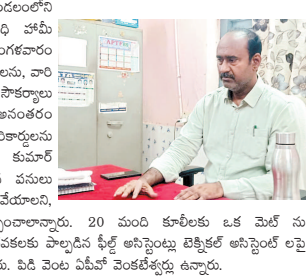 డలంలోని
ధి హామీ
ంగళవారం
లను, వారి
సౌకర్యాలు
అనంతరం
రికార్డులను
కుమార్
పనులు
వేయాలని,
ంచాలాన్నారు. 20 మంది కూలీలకు ఒక మెట్ ను
వకలకు పాల్పడిన ఫీల్డ్ అసిస్టెంట్లు టెక్నికల్ అసిస్టెంట్ లపై
రు. పిడి వెంట ఏపీవో వెంకటేశ్వర్లు ఉన్నారు.